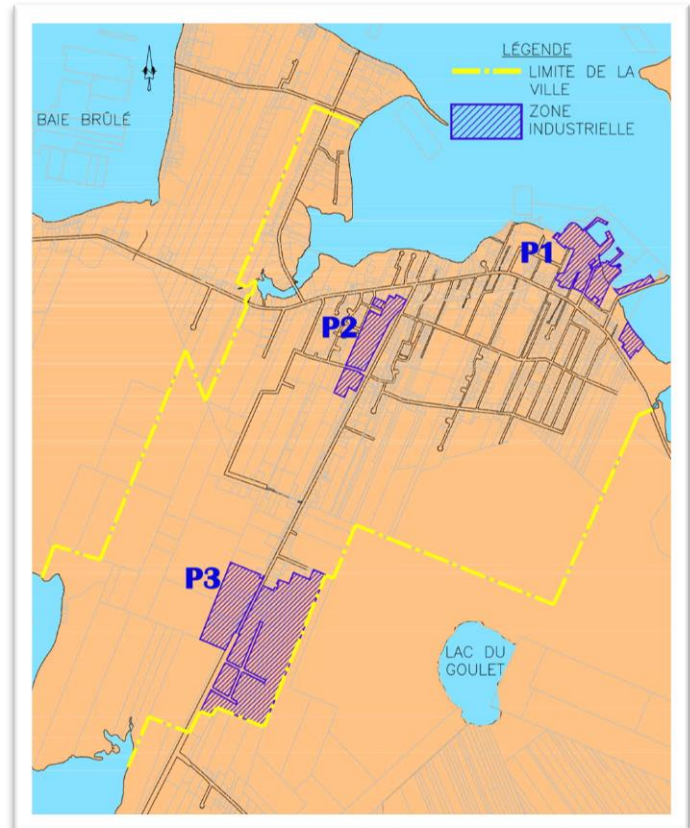 LÉGENDE
LIMITE DE LA
VILLE
ZONE
INDUSTRIELLE
BAIE BRÛLÉ
P1
P2
P3
LAC DU
GOULET